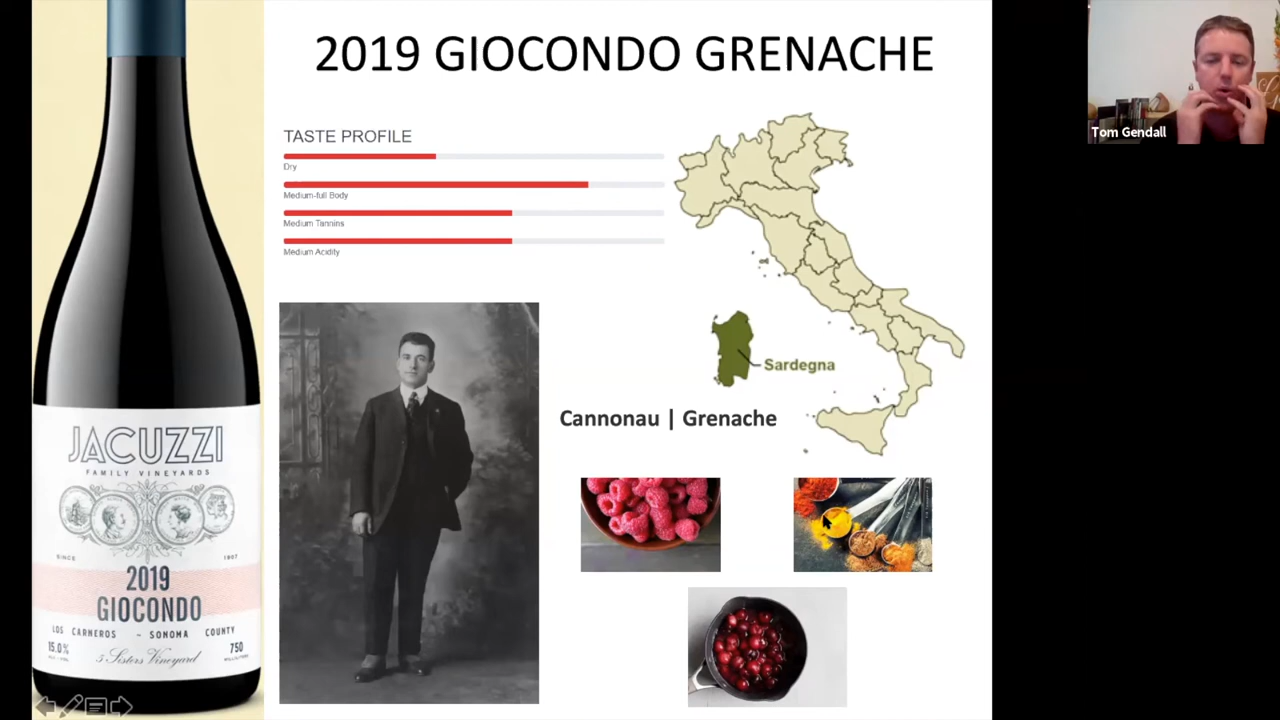 2019 GIOCONDO GRENACHE
TASTE PROFILE
Dry
Medium-full Body
Medium Tannins
Medium Acidity
Sardegna
Cannonau | Grenache
JACUZZI
FAMILY VINEYARDS
SINCE 1907
2019
GIOCONDO
LOS CARNEROS - SONOMA COUNTY
15.0% 750
3 Sisters Vineyard
Tom Gendall